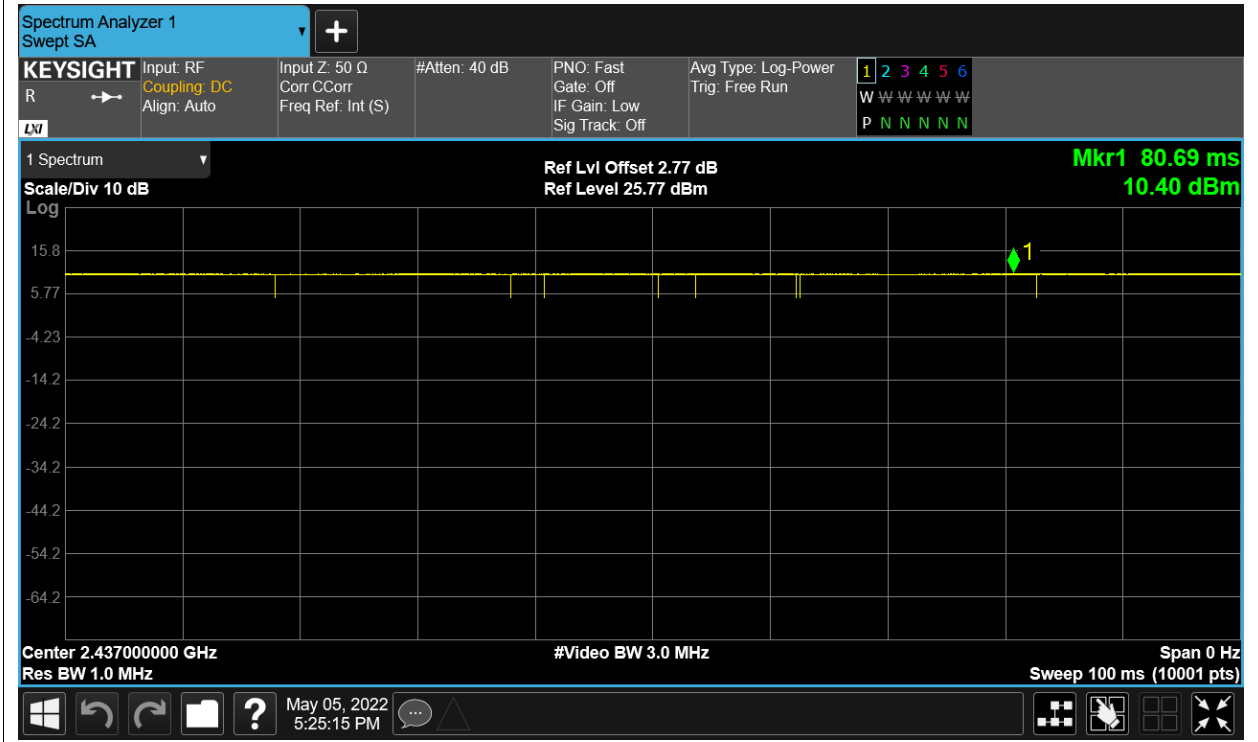 Spectrum Analyzer 1
Swept SA
KEYSIGHT
R
LXI
Input: RF
Coupling: DC
Align: Auto
Input Z: 50 Ω
Corr CCorr
Freq Ref: Int (S)
#Atten: 40 dB
PNO: Fast
Gate: Off
IF Gain: Low
Sig Track: Off
Avg Type: Log-Power
Trig: Free Run
1 2 3 4 5 6
W W W W W W
P N N N N N
1 Spectrum
Scale/Div 10 dB
Log
Ref Lvl Offset 2.77 dB
Ref Level 25.77 dBm
Mkr1 80.69 ms
10.40 dBm
1
15.8
5.77
-4.23
-14.2
-24.2
-34.2
-44.2
-54.2
-64.2
Center 2.437000000 GHz
Res BW 1.0 MHz
#Video BW 3.0 MHz
Span 0 Hz
Sweep 100 ms (10001 pts)
?
May 05, 2022
5:25:15 PM